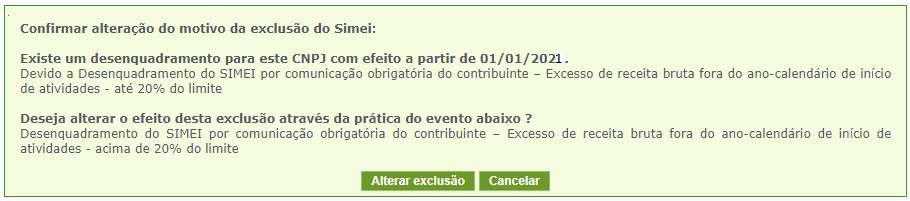 Confirmar alteração do motivo da exclusão do Simei:
Existe um desenquadramento para este CNPJ com efeito a partir de 01/01/2021.
Devido a Desenquadramento do SIMEI por comunicação obrigatória do contribuinte – Excesso de receita bruta fora do ano-calendário de início
de atividades - até 20% do limite
Deseja alterar o efeito desta exclusão através da prática do evento abaixo ?
Desenquadramento do SIMEI por comunicação obrigatória do contribuinte – Excesso de receita bruta fora do ano-calendário de início de
atividades - acima de 20% do limite
Alterar exclusão Cancelar